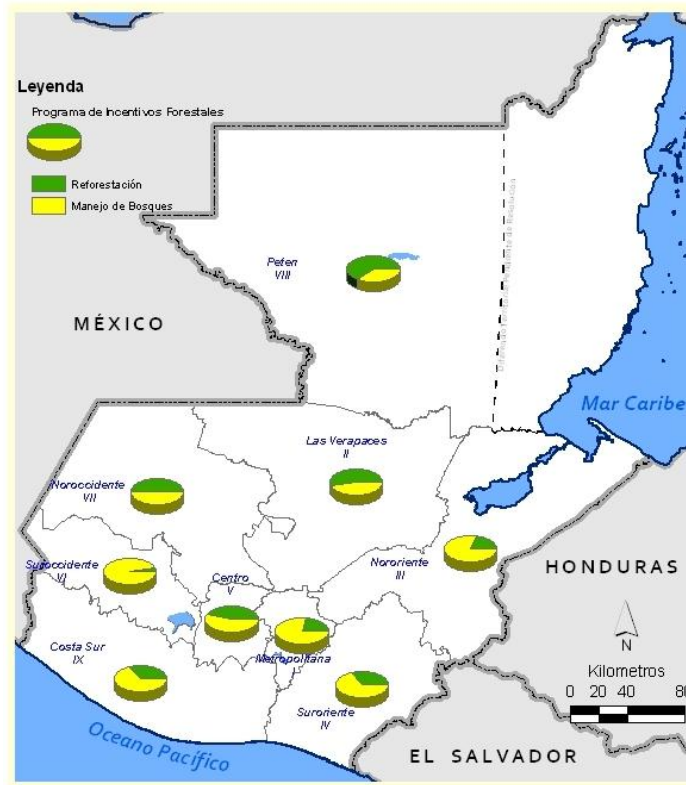 Leyenda
Programa de Incentivos Forestales
Reforestación
Manejo de Bosques
Peten
VIII
MÉXICO
Mar Caribe
Las Verapaces
II
Noroccidente
VII
Nororiente
III
Suroccidente
VI
Centro
V
HONDURAS
N
Costa Sur
IX
Metropolitana
Kilometros
0 20 40 80
Suroriente
IV
Oceano Pacífico
EL SALVADOR